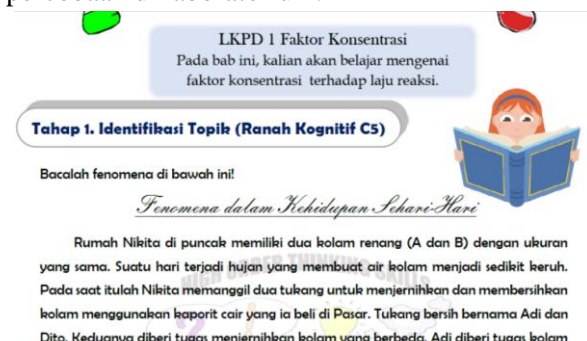 LKPD 1 Faktor Konsentrasi
Pada bab ini, kalian akan belajar mengenai
faktor konsentrasi terhadap laju reaksi.
Tahap 1. Identifikasi Topik (Ranah Kognitif C5)
Bacalah fenomena di bawah ini!
Fenomena dalam Kehidupan Sehari-Hari
Rumah Nikita di puncak memiliki dua kolam renang (A dan B) dengan ukuran
yang sama. Suatu hari terjadi hujan yang membuat air kolam menjadi sedikit keruh.
HIGH ORDER THINKING SKILLS
Pada saat itulah Nikita memanggil dua tukang untuk menjernihkan dan membersihkan
kolam menggunakan kaporit cair yang ia beli di Pasar. Tukang bersih bernama Adi dan
Dito. Keduanya diberi tugas menjernihkan kolam yang berbeda. Adi diberi tugas kolam